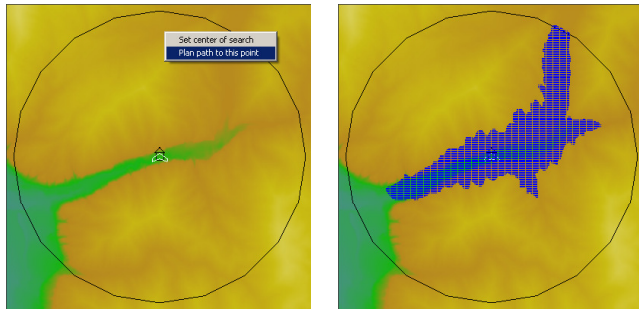 Set center of search
Plan path to this point